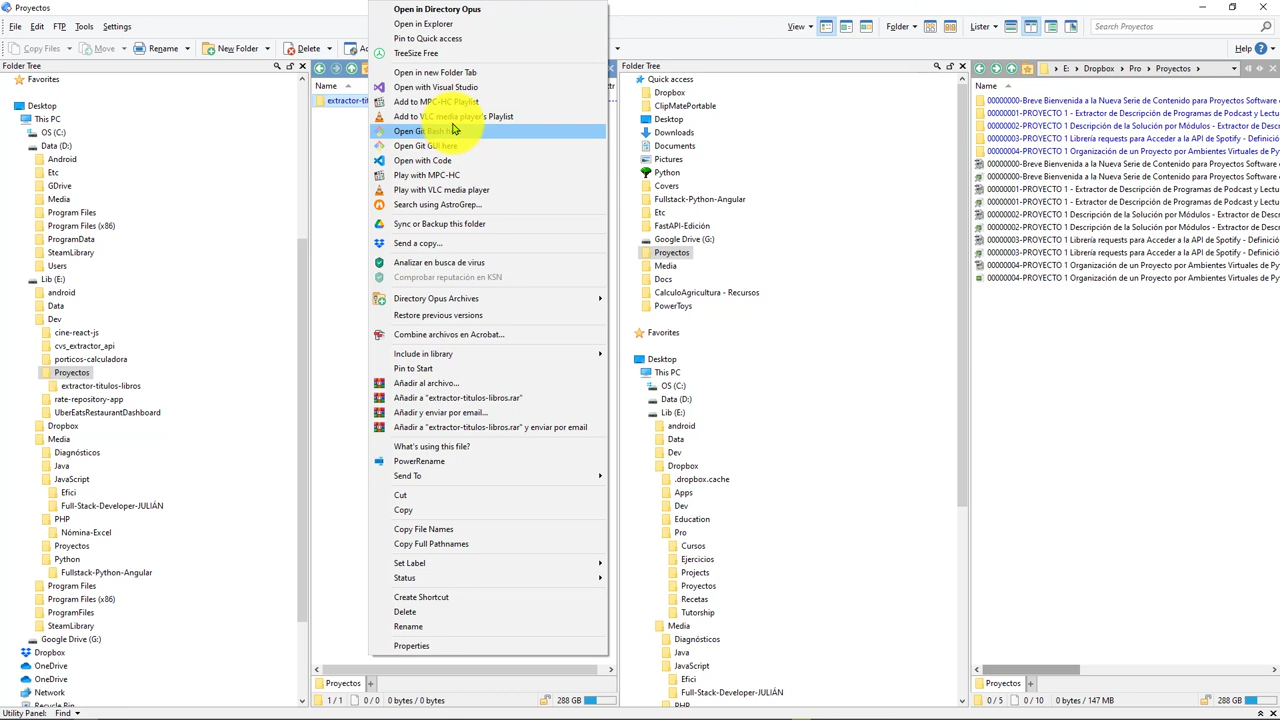 Proyectos
File Edit FTP Tools Settings
View Folder Lister Search Proyectos
Copy Files Move Rename New Folder Delete Help
Folder Tree
Favorites
Desktop
This PC
OS (C:)
Data (D:)
Android
Etc
GDrive
Media
Program Files
Program Files (x86)
ProgramData
SteamLibrary
Users
Lib (E:)
android
Data
Dev
cine-react-js
cvs_extractor_api
porticos-calculadora
Proyectos
extractor-titulos-libros
rate-repository-app
UberEatsRestaurantDashboard
Dropbox
Media
Diagnósticos
Java
JavaScript
Efici
Full-Stack-Developer-JULIÁN
PHP
Nómina-Excel
Proyectos
Python
Fullstack-Python-Angular
Program Files
Program Files (x86)
ProgramFiles
SteamLibrary
Google Drive (G:)
Dropbox
OneDrive
OneDrive
Network
Recycle Bin
Utility Panel: Find
Name
Proyectos
1 / 1 0 / 0 0 bytes / 0 bytes 288 GB
Open in Directory Opus
Open in Explorer
Pin to Quick access
TreeSize Free
Open in new Folder Tab
Open with Visual Studio
Add to MPC-HC Playlist
Add to VLC media player's Playlist
Open Git Bash here
Open Git GUI here
Open with Code
Play with MPC-HC
Play with VLC media player
Search using AstroGrep...
Sync or Backup this folder
Send a copy...
Analizar en busca de virus
Comprobar reputación en KSN
Directory Opus Archives
Restore previous versions
Combine archivos en Acrobat...
Include in library
Pin to Start
Añadir al archivo...
Añadir a "extractor-titulos-libros.rar"
Añadir y enviar por email...
Añadir a "extractor-titulos-libros.rar" y enviar por email
What's using this file?
PowerRename
Send To
Cut
Copy
Copy File Names
Copy Full Pathnames
Set Label
Status
Create Shortcut
Delete
Rename
Properties
Folder Tree
Quick access
Dropbox
ClipMatePortable
Desktop
Downloads
Documents
Pictures
Python
Covers
Fullstack-Python-Angular
Etc
FastAPI-Edición
Google Drive (G:)
Proyectos
Media
Docs
CalculoAgricultura - Recursos
PowerToys
Favorites
Desktop
This PC
OS (C:)
Data (D:)
Lib (E:)
android
Data
Dev
Dropbox
.dropbox.cache
Apps
Dev
Education
Pro
Cursos
Ejercicios
Projects
Proyectos
Recetas
Tutorship
Media
Diagnósticos
Java
JavaScript
Efici
Full-Stack-Developer-JULIÁN
PHP
E: Dropbox Pro Proyectos
Name
00000000-Breve Bienvenida a la Nueva Serie de Contenido para Proyectos
00000001-PROYECTO 1 - Extractor de Descripción de Programas de Podcast y Lectu
00000003-PROYECTO 1 Librería requests para Acceder a la API de Spotify
00000004-PROYECTO 1 Organización de un Proyecto por Ambientes Virtuales de P
00000000-Breve Bienvenida a la Nueva Serie de Contenido para Proyectos Software
00000000-Breve Bienvenida a la Nueva Serie de Contenido para Proyectos Software
00000001-PROYECTO 1 - Extractor de Descripción de Programas de Podcast y Lectu
00000001-PROYECTO 1 - Extractor de Descripción de Programas de Podcast y Lectu
00000002-PROYECTO 1 Descripción de la Solución por Módulos - Extractor de Desc
00000002-PROYECTO 1 Descripción de la Solución por Módulos - Extractor de Desc
00000003-PROYECTO 1 Librería requests para Acceder a la API de Spotify - Definició
00000003-PROYECTO 1 Librería requests para Acceder a la API de Spotify - Definició
00000004-PROYECTO 1 Organización de un Proyecto por Ambientes Virtuales de Py
00000004-PROYECTO 1 Organización de un Proyecto por Ambientes Virtuales de Py
Proyectos
0 / 5 0 / 10 0 bytes / 147 MB 288 GB